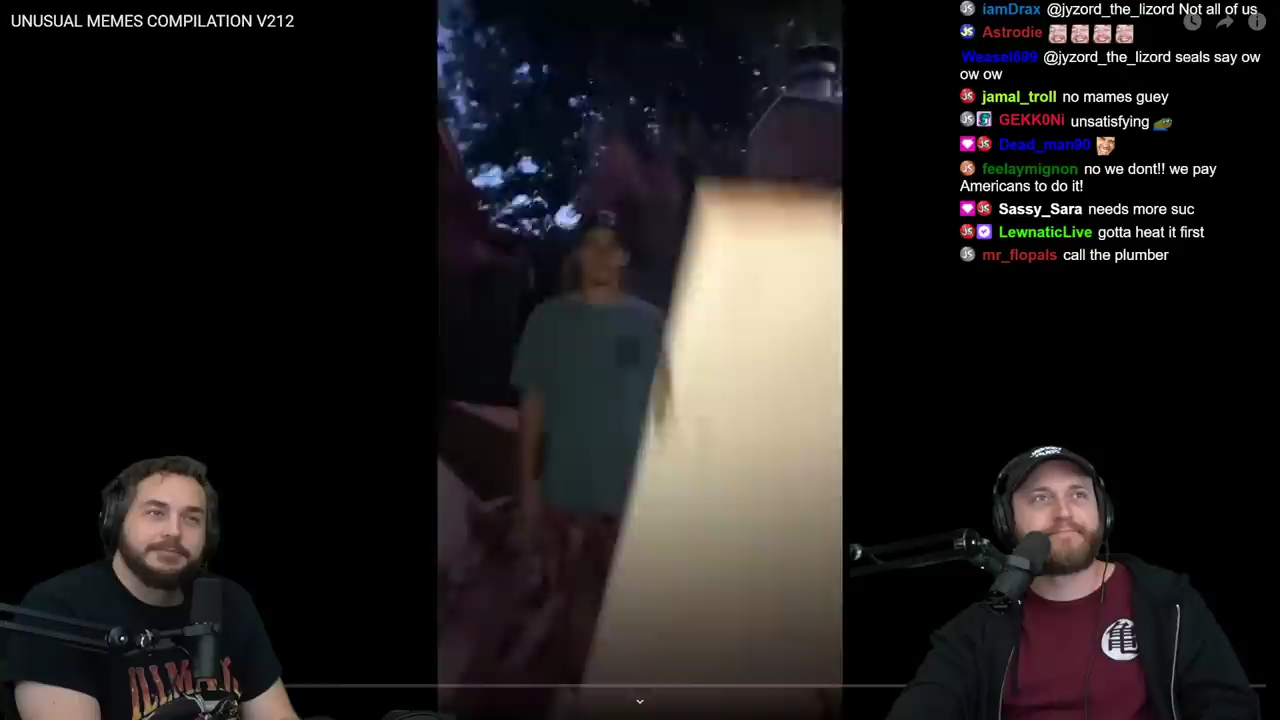 UNUSUAL MEMES COMPILATION V212
iamDrax @jyzord_the_lizord Not all of us
Astrodie
Weasel699 @jyzord_the_lizord seals say ow
ow ow
jamal_troll no mames guey
GEKK0Ni unsatisfying
Dead_man90
feelaymignon no we dont!! we pay
Americans to do it!
Sassy_Sara needs more suc
LewnaticLive gotta heat it first
mr_flopals call the plumber
亀